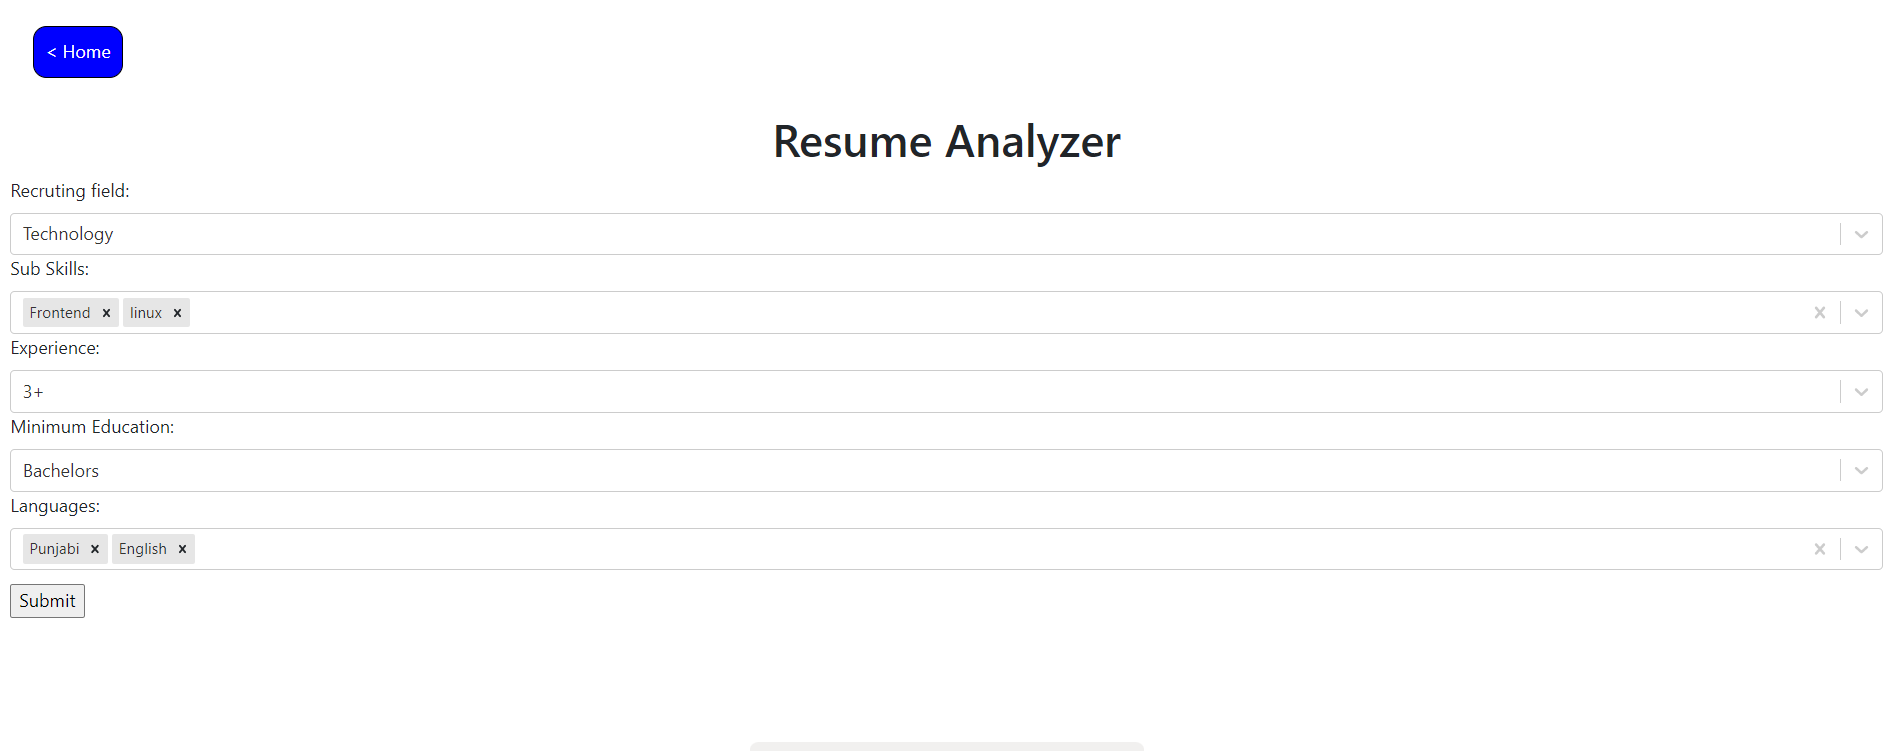 < Home
Resume Analyzer
Recruting field:
Technology
Sub Skills:
Frontend x linux x
Experience:
3+
Minimum Education:
Bachelors
Languages:
Punjabi x English x
Submit